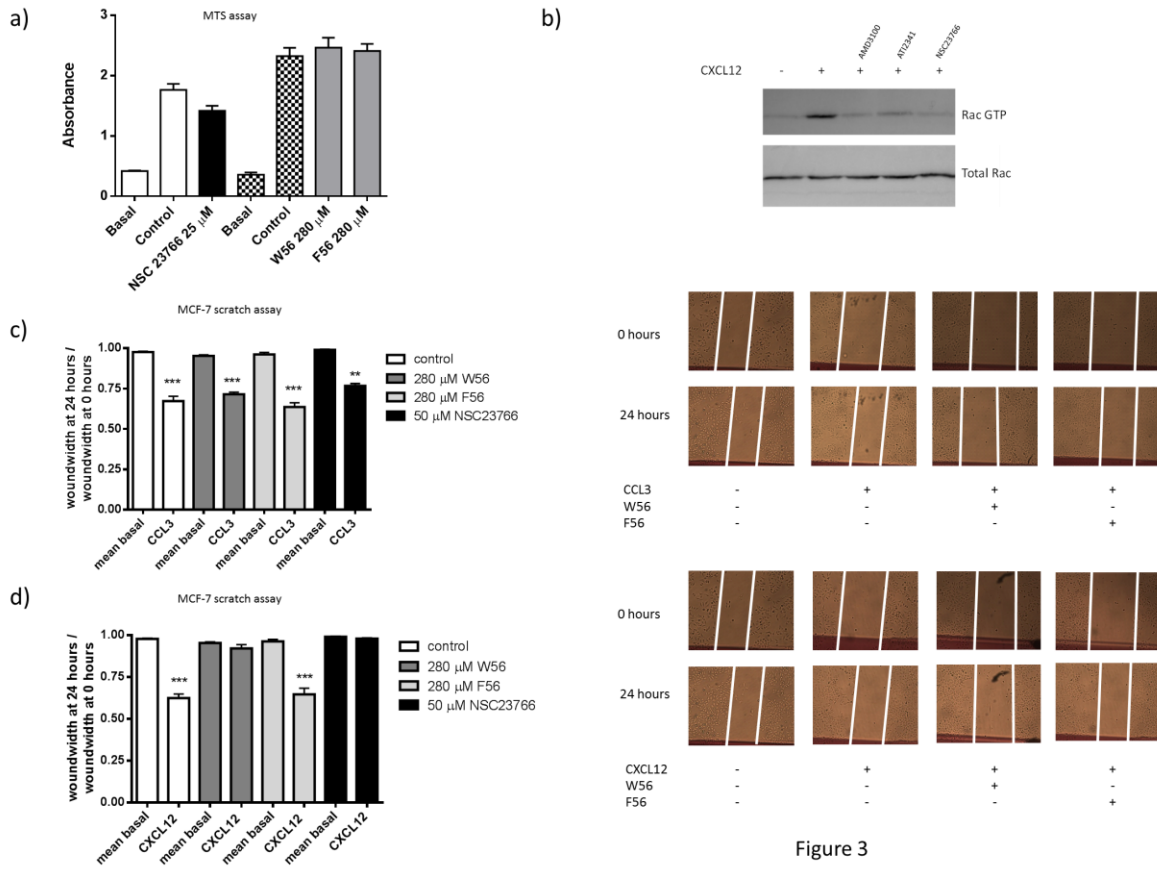 a)
MTS assay
Absorbance
3
2
1
0
Basal
Control
NSC 23766 25 µM
Basal
Control
W56 280 µM
F56 280 µM
b)
AMD3100
ATI2341
NSC23766
CXCL12 - + + + +
Rac GTP
Total Rac
c)
MCF-7 scratch assay
woundwidth at 24 hours /
woundwidth at 0 hours
1.00
0.75
0.50
0.25
0.00
*** *** *** **
mean basal
CCL3
mean basal
CCL3
mean basal
CCL3
mean basal
CCL3
control
280 µM W56
280 µM F56
50 µM NSC23766
0 hours
24 hours
CCL3 - + + +
W56 - - + -
F56 - - - +
d)
MCF-7 scratch assay
woundwidth at 24 hours /
woundwidth at 0 hours
1.00
0.75
0.50
0.25
0.00
*** ***
mean basal
CXCL12
mean basal
CXCL12
mean basal
CXCL12
mean basal
CXCL12
control
280 µM W56
280 µM F56
50 µM NSC23766
0 hours
24 hours
CXCL12 - + + +
W56 - - + -
F56 - - - +
Figure 3